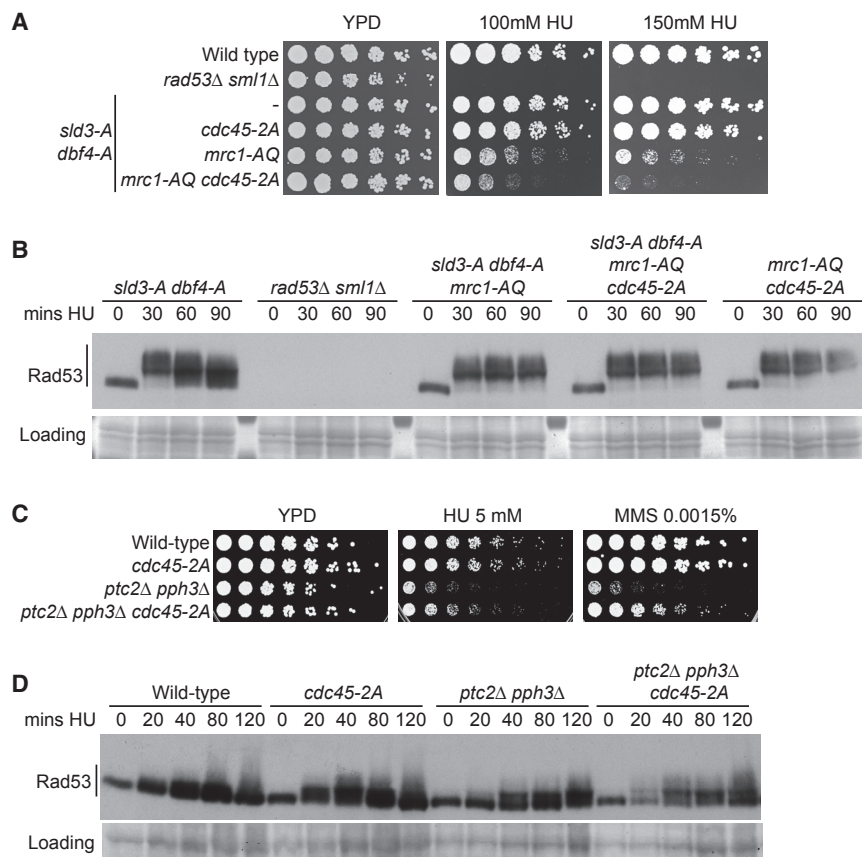 A
YPD 100mM HU 150mM HU
Wild type
rad53Δ sml1Δ
-
sld3-A
dbf4-A
cdc45-2A
mrc1-AQ
mrc1-AQ cdc45-2A
B
sld3-A dbf4-A
rad53Δ sml1Δ
sld3-A dbf4-A
mrc1-AQ
sld3-A dbf4-A
mrc1-AQ
cdc45-2A
mrc1-AQ
cdc45-2A
mins HU 0 30 60 90 0 30 60 90 0 30 60 90 0 30 60 90 0 30 60 90
Rad53
Loading
C
YPD HU 5 mM MMS 0.0015%
Wild-type
cdc45-2A
ptc2Δ pph3Δ
ptc2Δ pph3Δ cdc45-2A
D
Wild-type cdc45-2A ptc2Δ pph3Δ
ptc2Δ pph3Δ
cdc45-2A
mins HU 0 20 40 80 120 0 20 40 80 120 0 20 40 80 120 0 20 40 80 120
Rad53
Loading